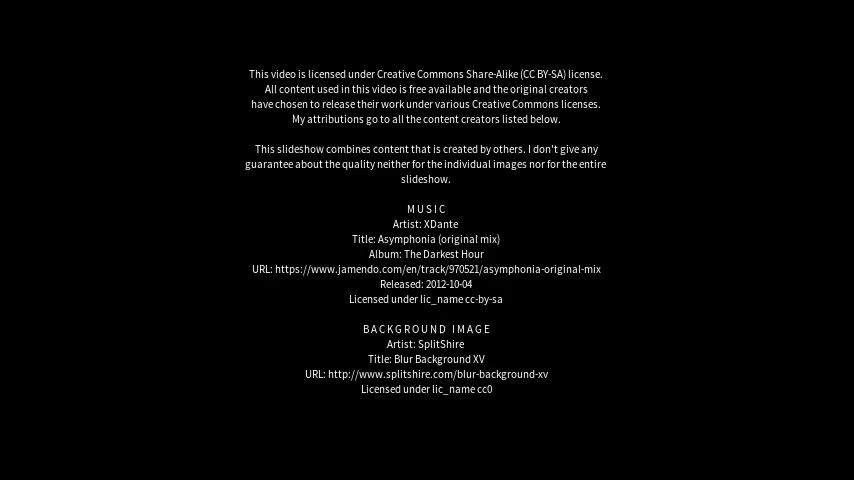 This video is licensed under Creative Commons Share-Alike (CC BY-SA) license.
All content used in this video is free available and the original creators
have chosen to release their work under various Creative Commons licenses.
My attributions go to all the content creators listed below.
This slideshow combines content that is created by others. I don't give any
guarantee about the quality neither for the individual images nor for the entire
slideshow.
MUSIC
Artist: XDante
Title: Asymphonia (original mix)
Album: The Darkest Hour
URL: https://www.jamendo.com/en/track/970521/asymphonia-original-mix
Released: 2012-10-04
Licensed under lic_name cc-by-sa
BACKGROUND IMAGE
Artist: SplitShire
Title: Blur Background XV
URL: http://www.splitshire.com/blur-background-xv
Licensed under lic_name cc0